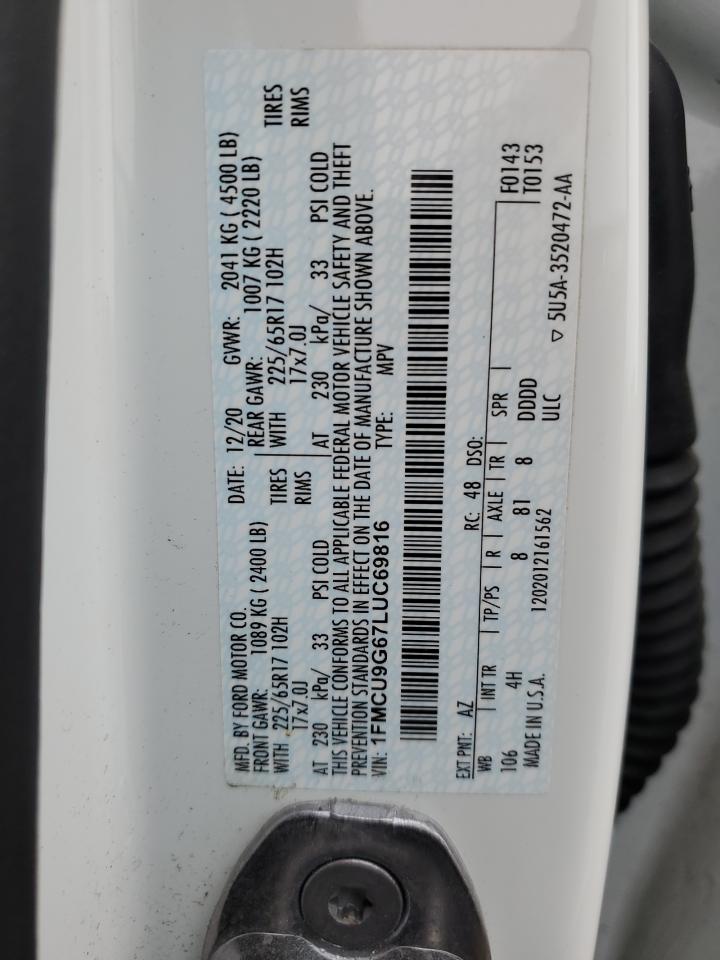 MFD. BY FORD MOTOR CO. DATE: 12/20 GVWR: 2041 KG ( 4500 LB)
FRONT GAWR: 1089 KG ( 2400 LB) REAR GAWR: 1007 KG ( 2220 LB)
WITH 225/65R17 102H TIRES WITH 225/65R17 102H TIRES
17x7.0J RIMS 17x7.0J RIMS
AT 230 kPa/ 33 PSI COLD AT 230 kPa/ 33 PSI COLD
THIS VEHICLE CONFORMS TO ALL APPLICABLE FEDERAL MOTOR VEHICLE SAFETY AND THEFT
PREVENTION STANDARDS IN EFFECT ON THE DATE OF MANUFACTURE SHOWN ABOVE.
VIN: 1FMCU9G67LUC69816 TYPE: MPV
EXT PNT: AZ RC: 48 DSO: F0143
WB INT TR TP/PS R AXLE TR SPR T0153
106 4H 8 81 8 DDDD
MADE IN U.S.A. 1202012161562 ULC ▽ 5U5A-3520472-AA